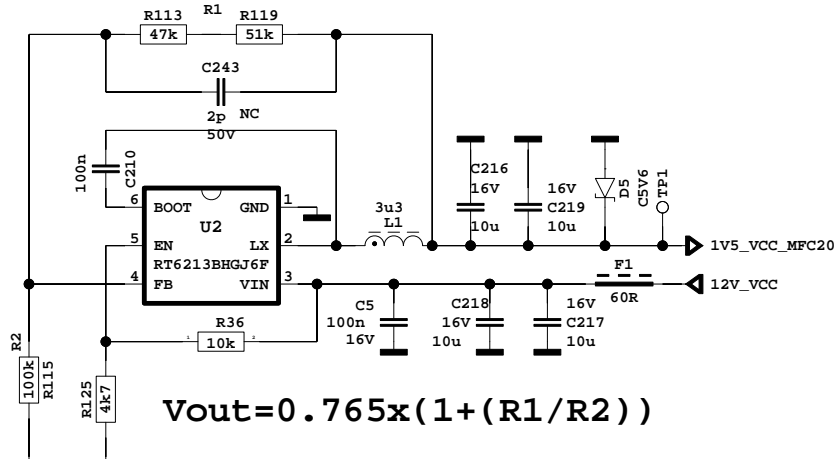 R113 R1 R119
47k 51k
C243
2p NC
50V
100n
C210
6 BOOT GND 1
U2
5 EN LX 2
RT6213BHGJ6F
4 FB VIN 3
3u3
L1
C216
16V
10u
16V
C219
10u
D5
C5V6
TP1
1V5_VCC_MFC20
F1
60R
12V_VCC
C5
100n
16V
C218
16V
10u
16V
C217
10u
R36
1 10k 2
R2
100k
R115
R125
4k7
Vout=0.765x(1+(R1/R2))